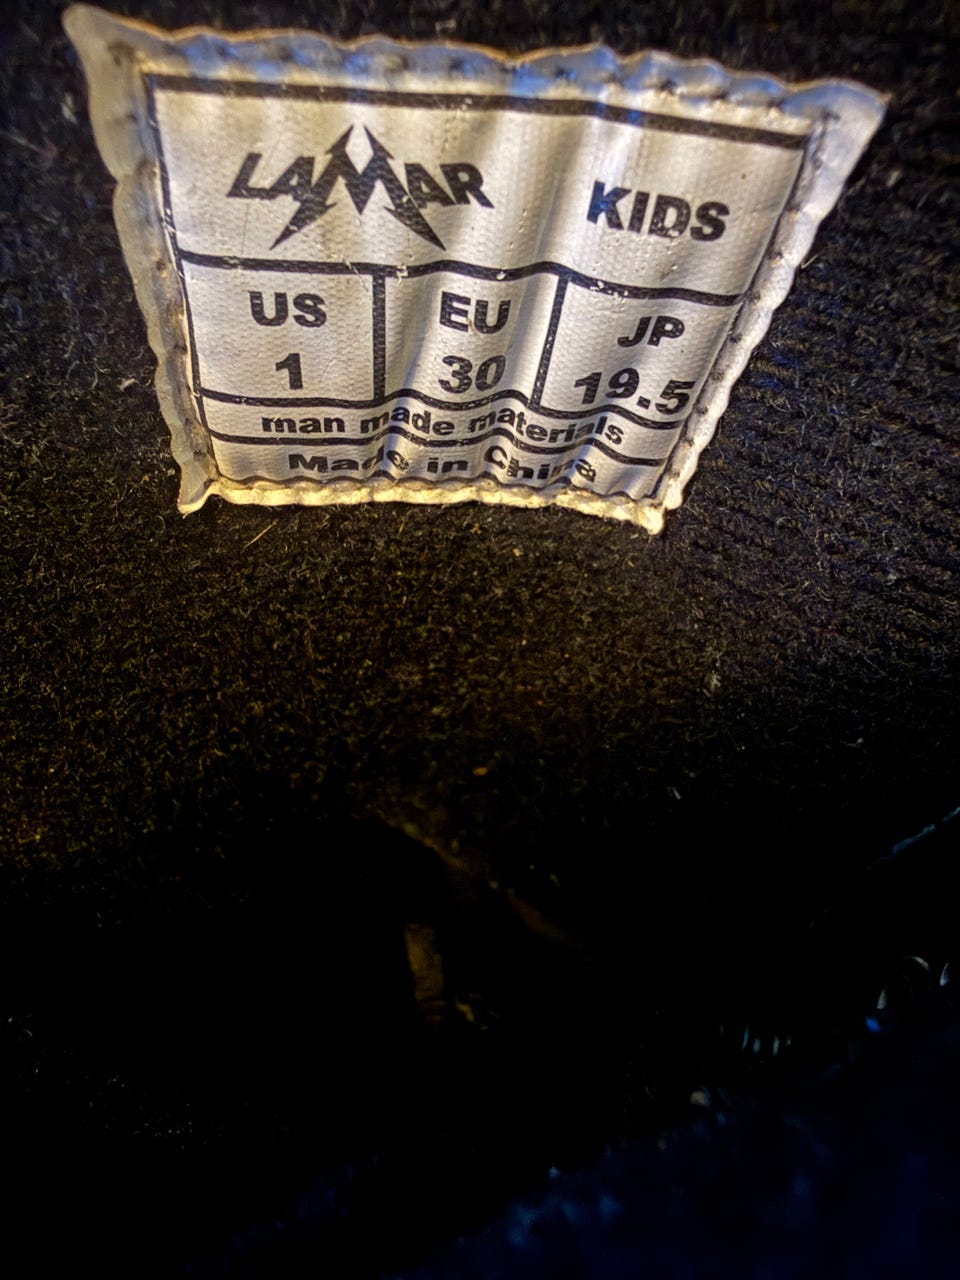 LAMAR KIDS
US EU JP
1 30 19.5
man made materials
Made in China